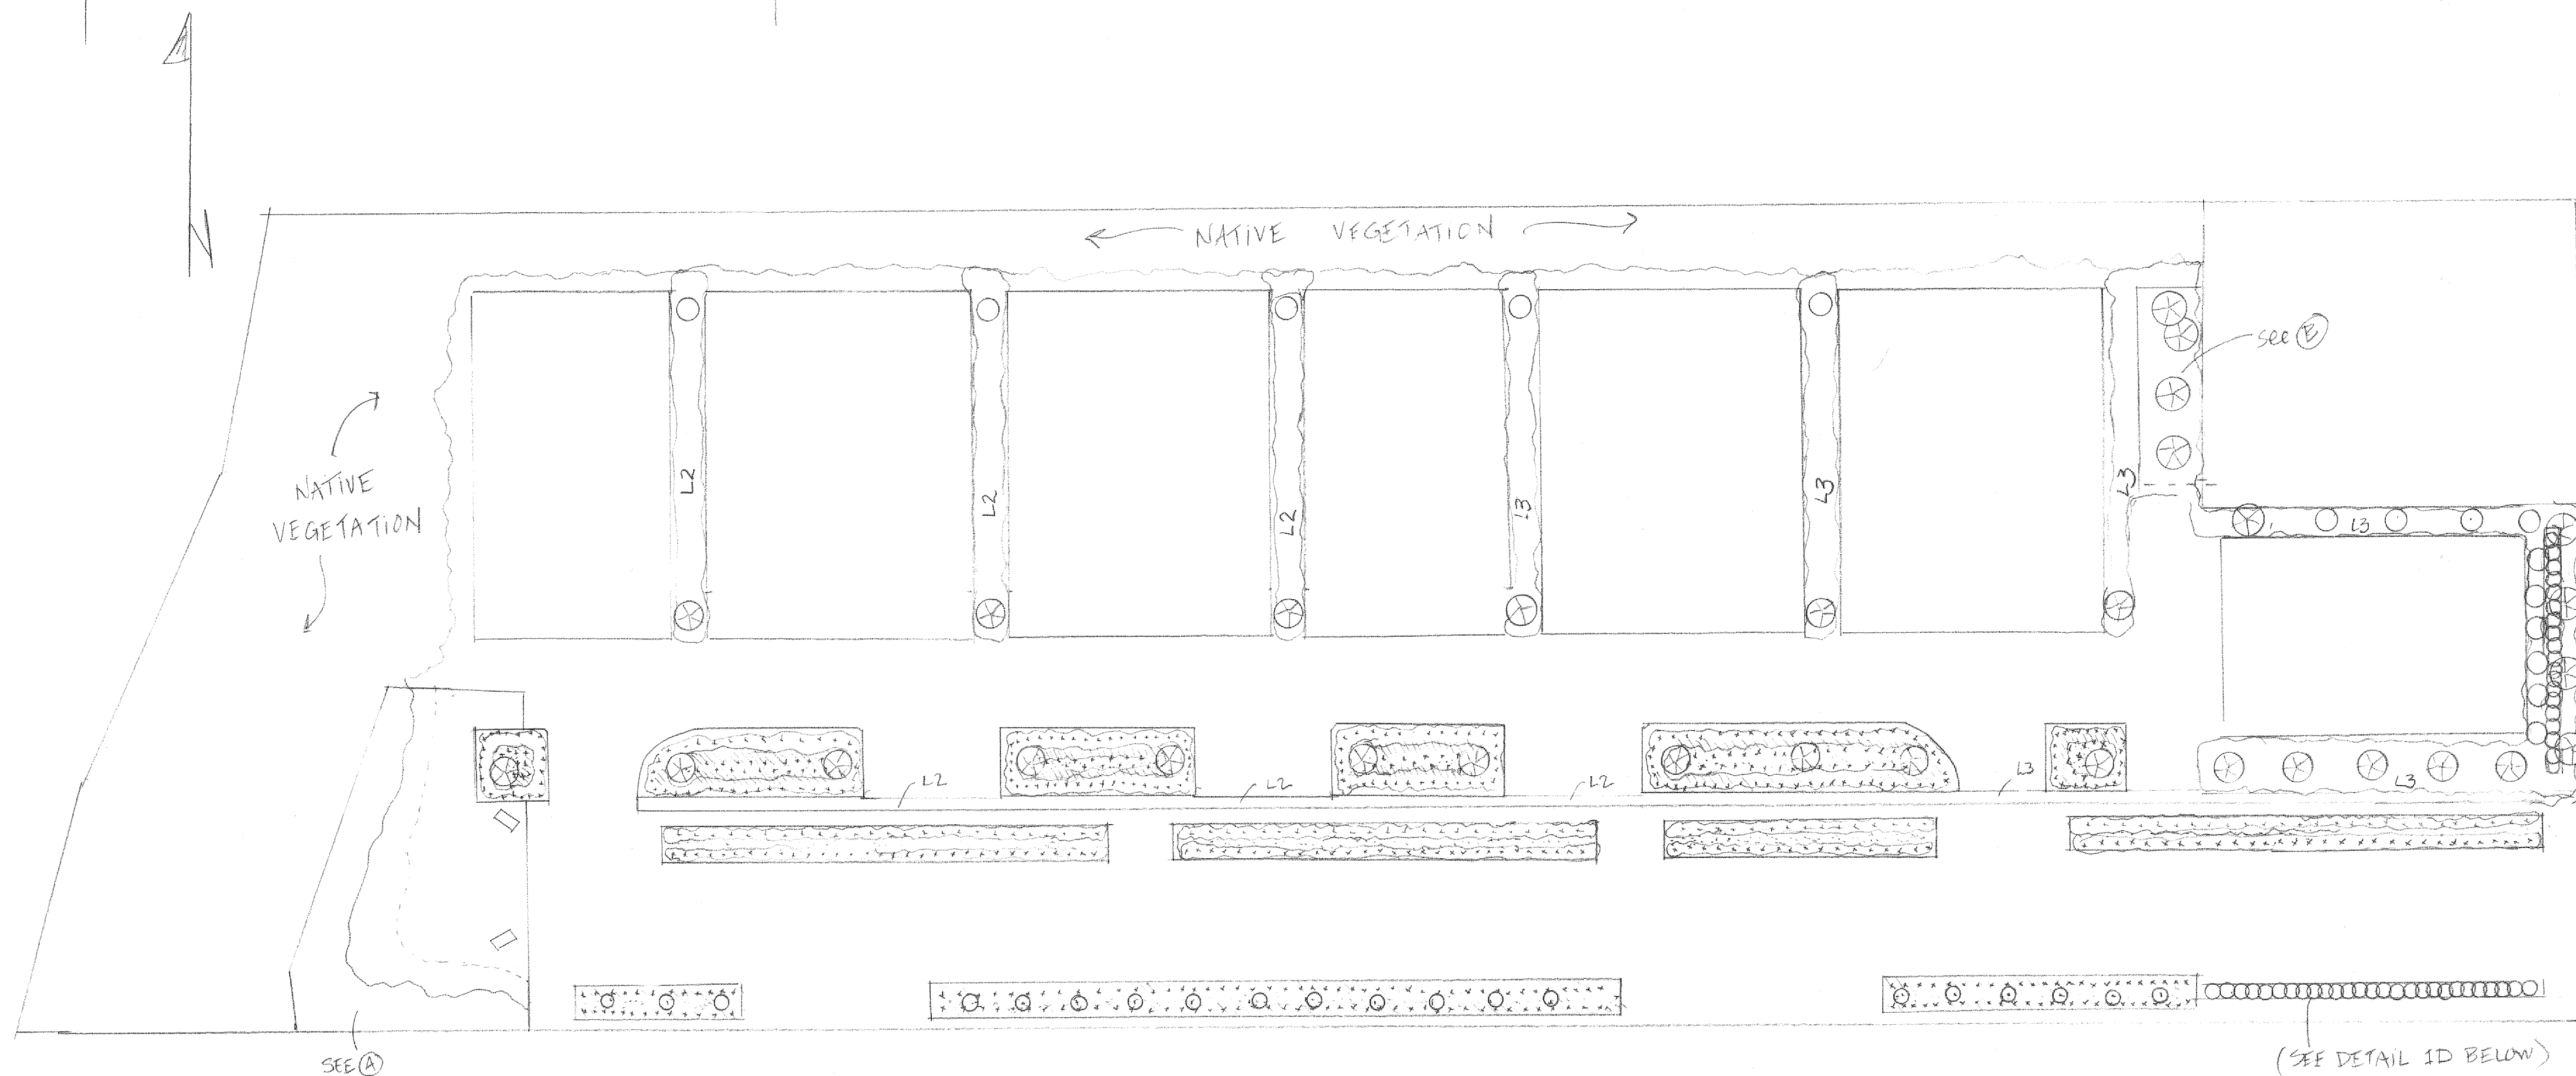 N
NATIVE VEGETATION
see E
NATIVE
VEGETATION
L2
L2
L2
L3
L3
L3
L3
L2
L2
L2
L3
L3
SEE A
(SEE DETAIL 1D BELOW)